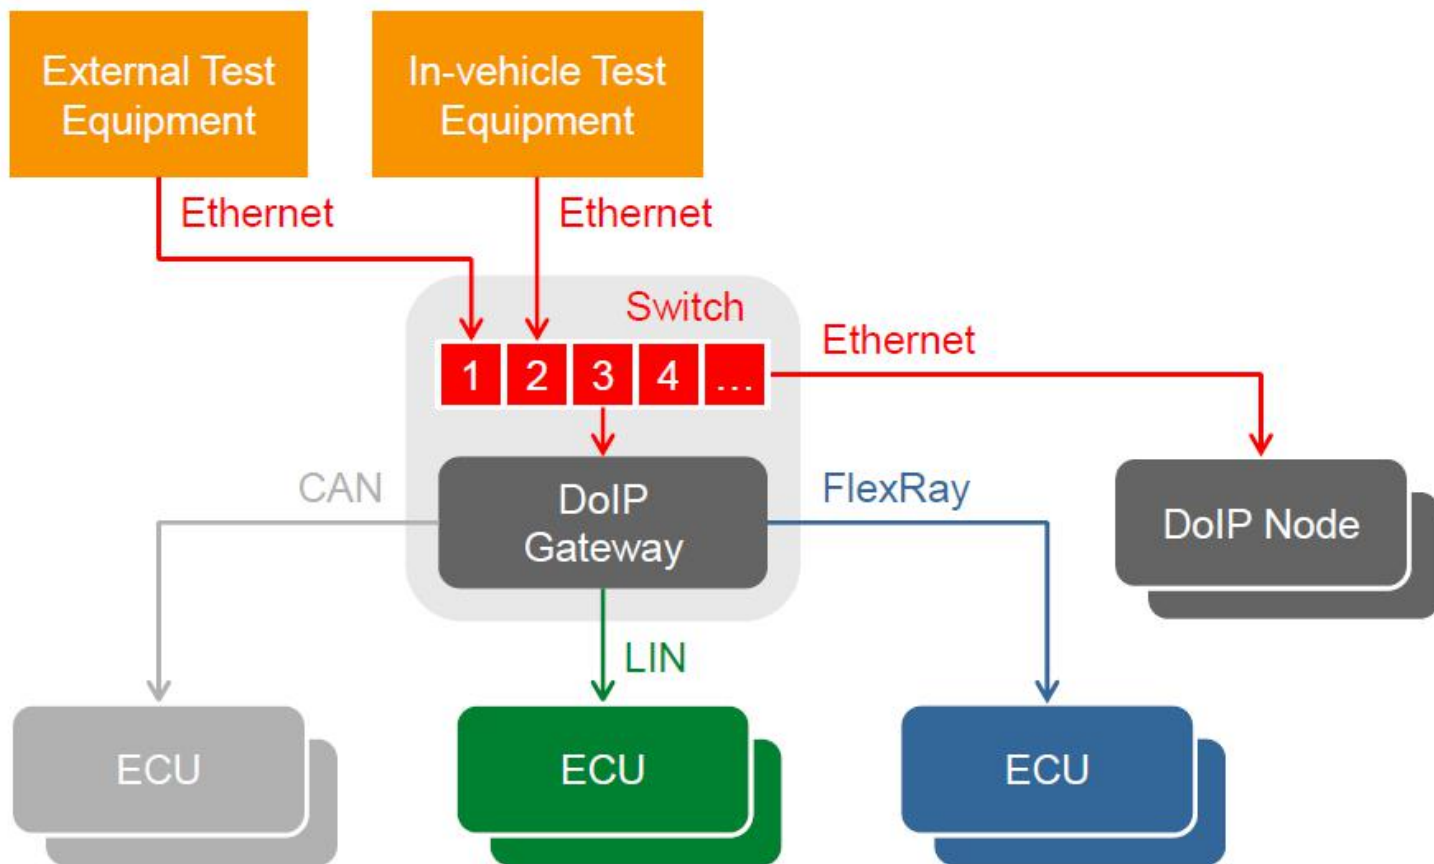 External Test
Equipment
In-vehicle Test
Equipment
Ethernet
Ethernet
Switch
Ethernet
1 2 3 4 ...
CAN
DoIP
Gateway
FlexRay
DoIP Node
LIN
ECU
ECU
ECU